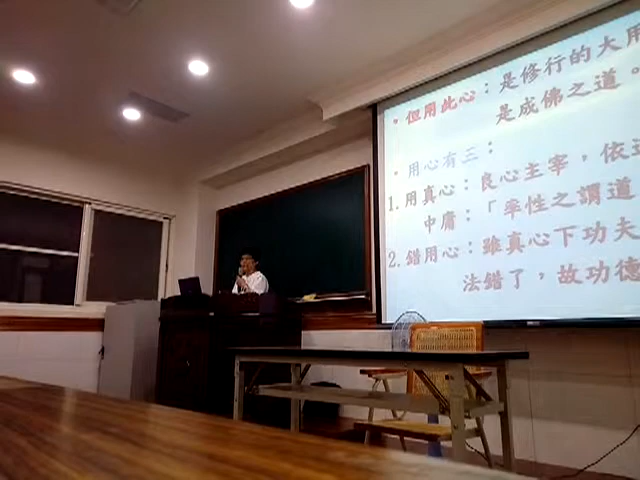 •但用此心：是修行的大用
是成佛之道。
•用心有三：
1.用真心：良心主宰，依
中庸：「率性之謂道
2.錯用心：雖真心下功夫
法錯了，故功德